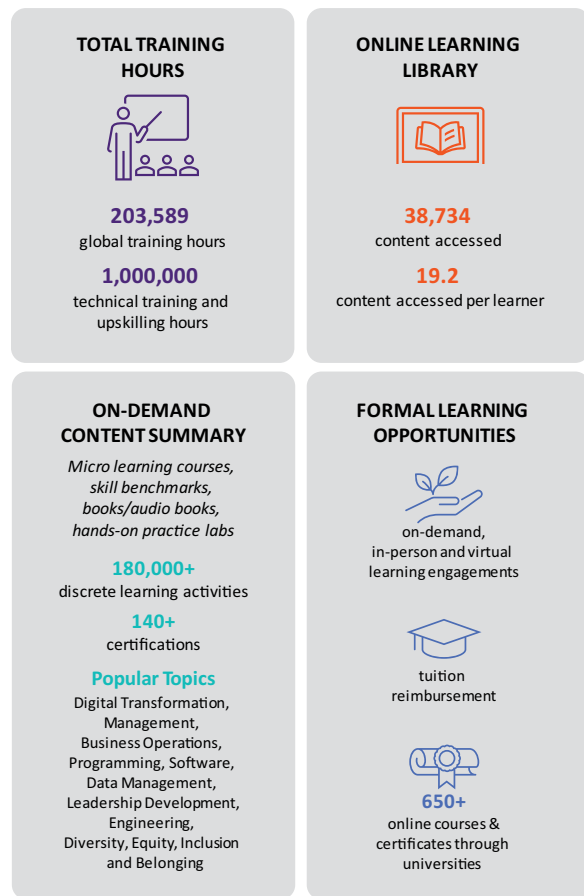 TOTAL TRAINING
HOURS
203,589
global training hours
1,000,000
technical training and
upskilling hours
ONLINE LEARNING
LIBRARY
38,734
content accessed
19.2
content accessed per learner
ON-DEMAND
CONTENT SUMMARY
Micro learning courses,
skill benchmarks,
books/audio books,
hands-on practice labs
180,000+
discrete learning activities
140+
certifications
Popular Topics
Digital Transformation,
Management,
Business Operations,
Programming, Software,
Data Management,
Leadership Development,
Engineering,
Diversity, Equity, Inclusion
and Belonging
FORMAL LEARNING
OPPORTUNITIES
on-demand,
in-person and virtual
learning engagements
tuition
reimbursement
650+
online courses &
certificates through
universities